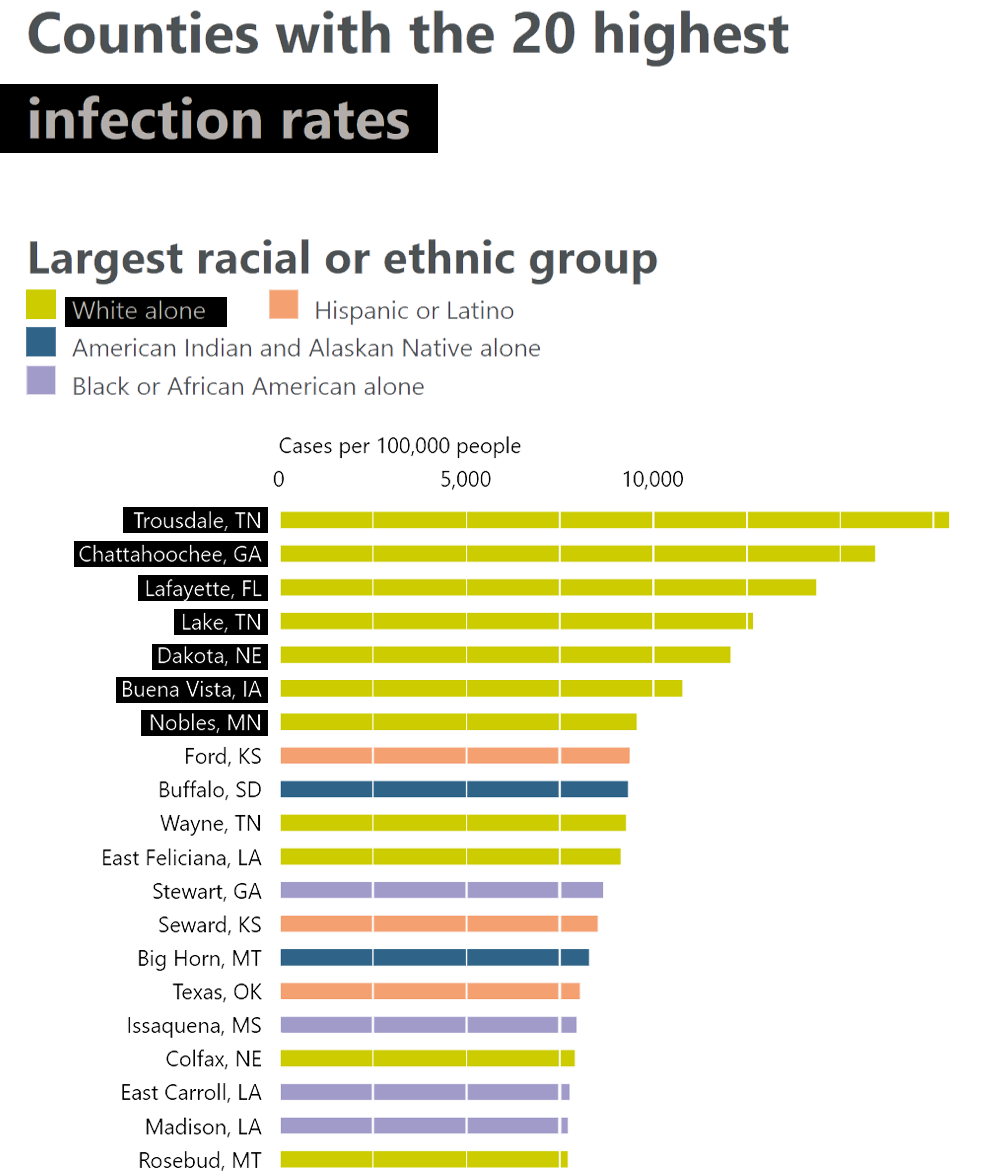 Counties with the 20 highest
infection rates
Largest racial or ethnic group
White alone Hispanic or Latino
American Indian and Alaskan Native alone
Black or African American alone
Cases per 100,000 people
0 5,000 10,000
Trousdale, TN
Chattahoochee, GA
Lafayette, FL
Lake, TN
Dakota, NE
Buena Vista, IA
Nobles, MN
Ford, KS
Buffalo, SD
Wayne, TN
East Feliciana, LA
Stewart, GA
Seward, KS
Big Horn, MT
Texas, OK
Issaquena, MS
Colfax, NE
East Carroll, LA
Madison, LA
Rosebud, MT